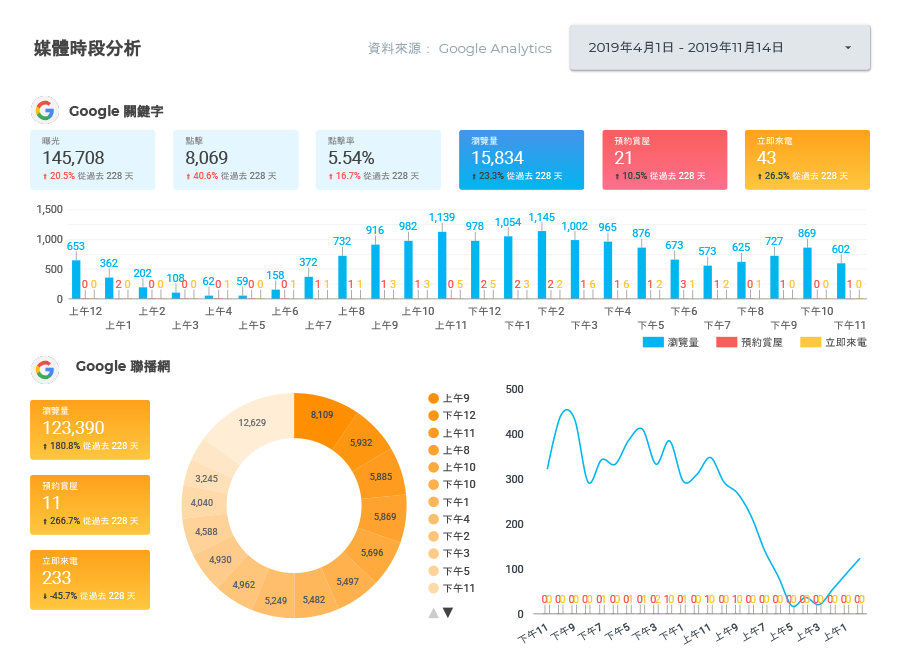 媒體時段分析
資料來源： Google Analytics
2019年4月1日 - 2019年11月14日
Google 關鍵字
曝光
145,708
20.5% 從過去 228 天
點擊
8,069
40.6% 從過去 228 天
點擊率
5.54%
16.7% 從過去 228 天
瀏覽量
15,834
23.3% 從過去 228 天
預約賞屋
21
10.5% 從過去 228 天
立即來電
43
26.5% 從過去 228 天
1,500
1,000
500
0
653 362 202 108 62 59 158 372 732 916 982 1,139 978 1,054 1,145 1,002 965 876 673 573 625 727 869 602
0 0 2 0 0 0 0 0 0 1 0 0 0 1 1 1 1 1 1 3 1 3 0 5 2 5 2 3 2 2 1 6 1 6 1 2 3 1 1 2 0 1 1 0 0 0 1 0
上午12 上午1 上午2 上午3 上午4 上午5 上午6 上午7 上午8 上午9 上午10 上午11 下午12 下午1 下午2 下午3 下午4 下午5 下午6 下午7 下午8 下午9 下午10 下午11
瀏覽量 預約賞屋 立即來電
Google 聯播網
瀏覽量
123,390
180.8% 從過去 228 天
預約賞屋
11
266.7% 從過去 228 天
立即來電
233
-45.7% 從過去 228 天
8,109
5,932
5,885
5,869
5,696
5,497
5,482
5,249
4,962
4,930
4,588
4,040
3,245
12,629
上午9
下午12
上午11
上午8
上午10
下午10
下午1
下午4
下午2
下午3
下午5
下午11
500
400
300
200
100
0
下午11 下午9 下午7 下午5 下午3 下午1 上午11 上午9 上午7 上午5 上午3 上午1